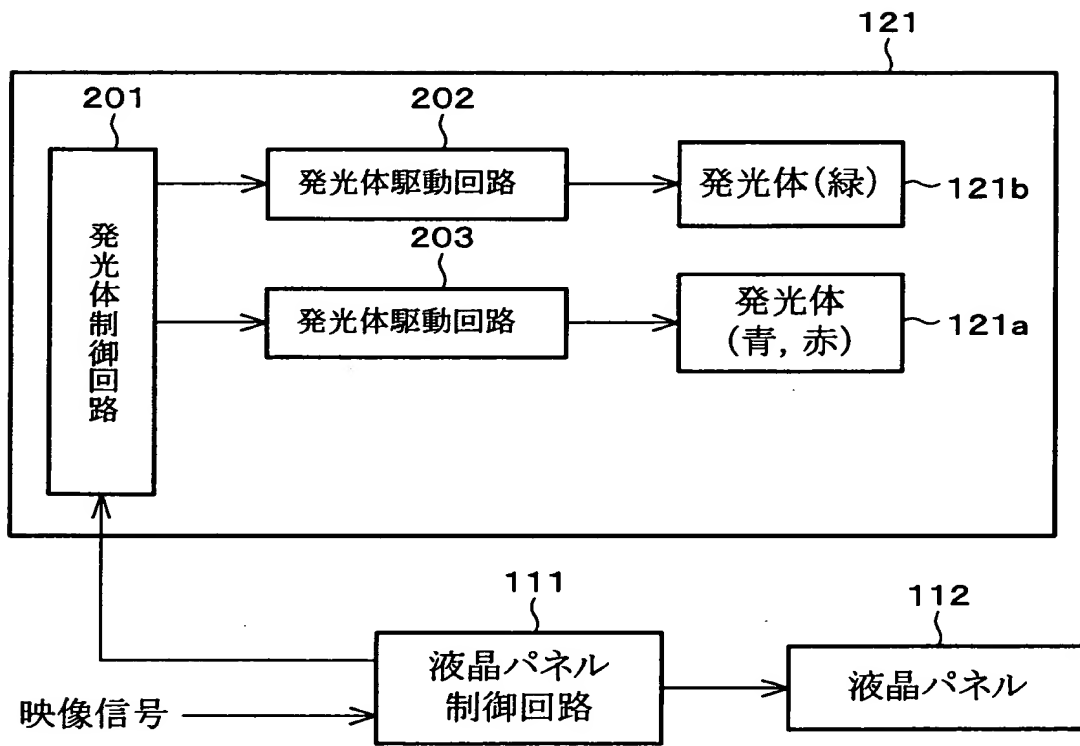 121
201
202
発光体駆動回路
発光体(緑)
121b
発光体制御回路
203
発光体駆動回路
発光体
(青, 赤)
121a
111
液晶パネル
制御回路
112
液晶パネル
映像信号